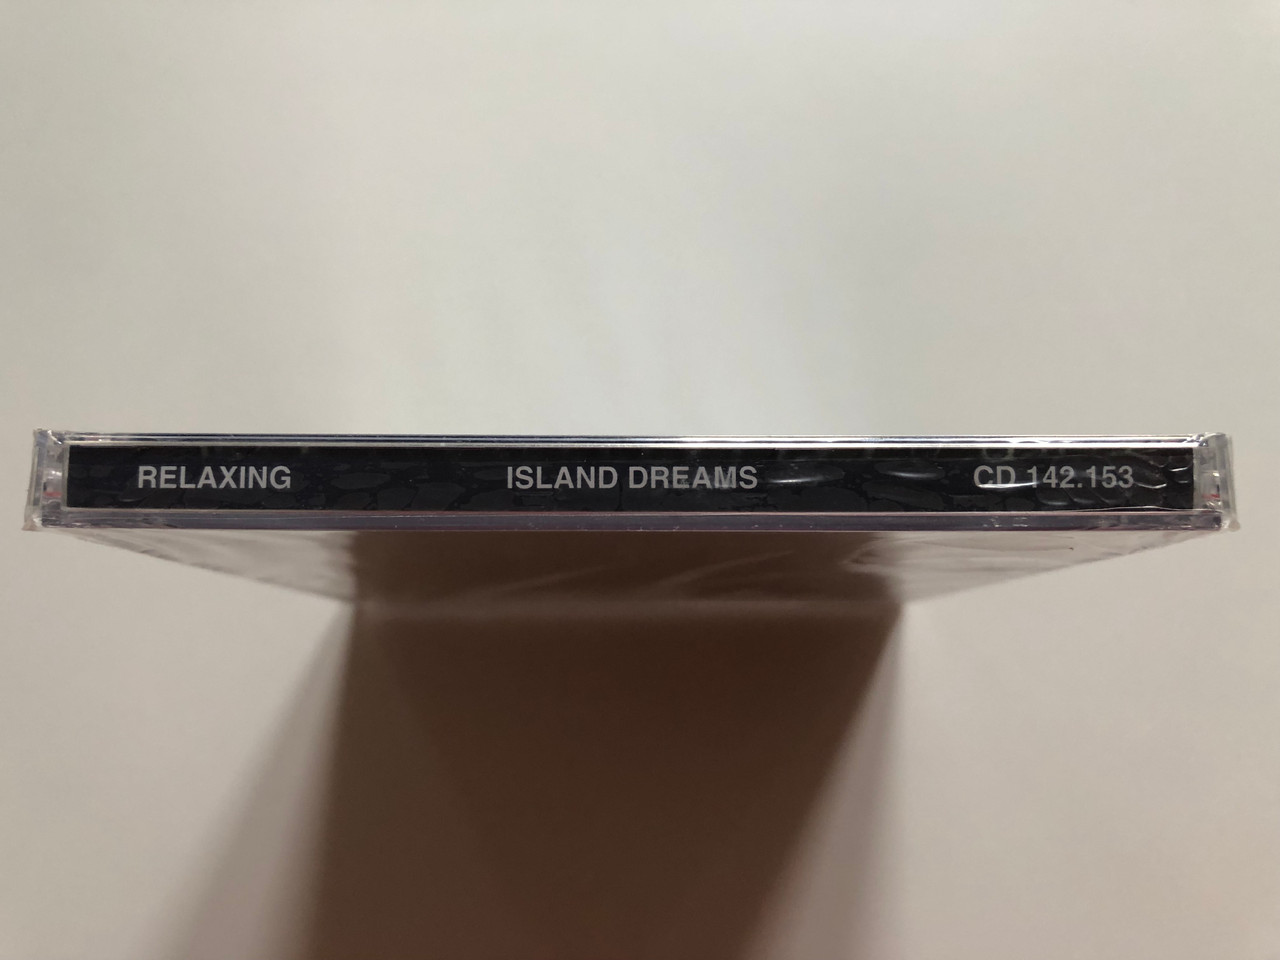 RELAXING ISLAND DREAMS CD 142.153